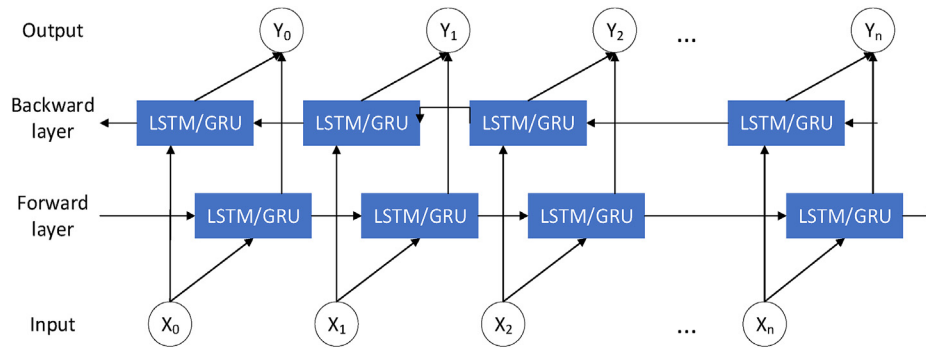 Output Y₀ Y₁ Y₂ ... Yₙ
Backward
layer
LSTM/GRU LSTM/GRU LSTM/GRU LSTM/GRU
Forward
layer
LSTM/GRU LSTM/GRU LSTM/GRU LSTM/GRU
Input X₀ X₁ X₂ ... Xₙ